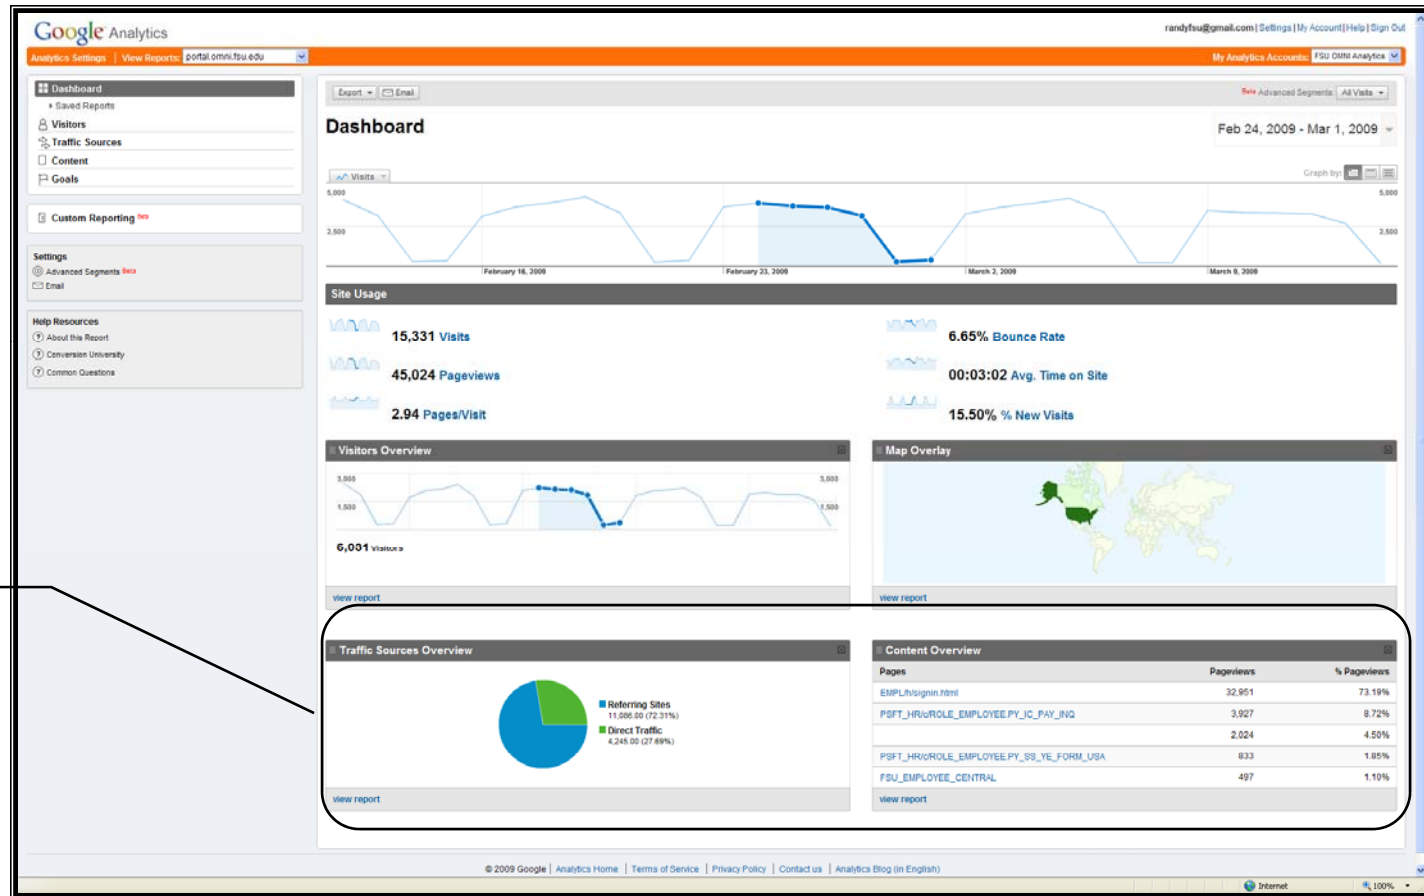 Google Analytics
randyfsu@gmail.com | Settings | My Account | Help | Sign Out
Analytics Settings | View Reports: portal.omni.fsu.edu
My Analytics Accounts: FSU OMNI Analytics
Dashboard
Saved Reports
Visitors
Traffic Sources
Content
Goals
Custom Reporting Beta
Settings
Advanced Segments Beta
Email
Help Resources
About this Report
Conversion University
Common Questions
Export Email
Beta Advanced Segments: All Visits
Dashboard
Feb 24, 2009 - Mar 1, 2009
Visits
Graph by:
5,000 5,000
2,500 2,500
February 16, 2009 February 23, 2009 March 2, 2009 March 9, 2009
Site Usage
15,331 Visits
6.65% Bounce Rate
45,024 Pageviews
00:03:02 Avg. Time on Site
2.94 Pages/Visit
15.50% % New Visits
Visitors Overview
3,000 3,000
1,500 1,500
6,031 Visitors
view report
Map Overlay
view report
Traffic Sources Overview
Referring Sites
11,086.00 (72.31%)
Direct Traffic
4,245.00 (27.69%)
view report
Content Overview
Pages Pageviews % Pageviews
EMPL/h/signin.html 32,951 73.19%
PSFT_HR/c/ROLE_EMPLOYEE.PY_IC_PAY_INQ 3,927 8.72%
2,024 4.50%
PSFT_HR/c/ROLE_EMPLOYEE.PY_SS_YE_FORM_USA 833 1.85%
FSU_EMPLOYEE_CENTRAL 497 1.10%
view report
© 2009 Google | Analytics Home | Terms of Service | Privacy Policy | Contact us | Analytics Blog (in English)
Internet 100%